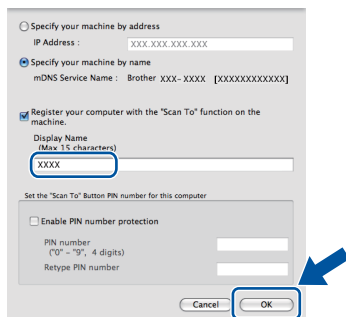 Specify your machine by address
IP Address :    XXX.XXX.XXX.XXX
Specify your machine by name
mDNS Service Name :    Brother XXX-XXXX [XXXXXXXXXXXX]
Register your computer with the "Scan To" function on the
machine.
Display Name
(Max 15 characters)
XXXX
Set the "Scan To" Button PIN number for this computer
Enable PIN number protection
PIN number
("0" – "9", 4 digits)
Retype PIN number
Cancel    OK